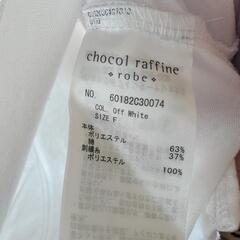 chocol raffine
robe
NO. 60182C30074
COL. Off White
SIZE F
本体
ポリエステル 63%
綿 37%
刺繍糸
ポリエステル 100%